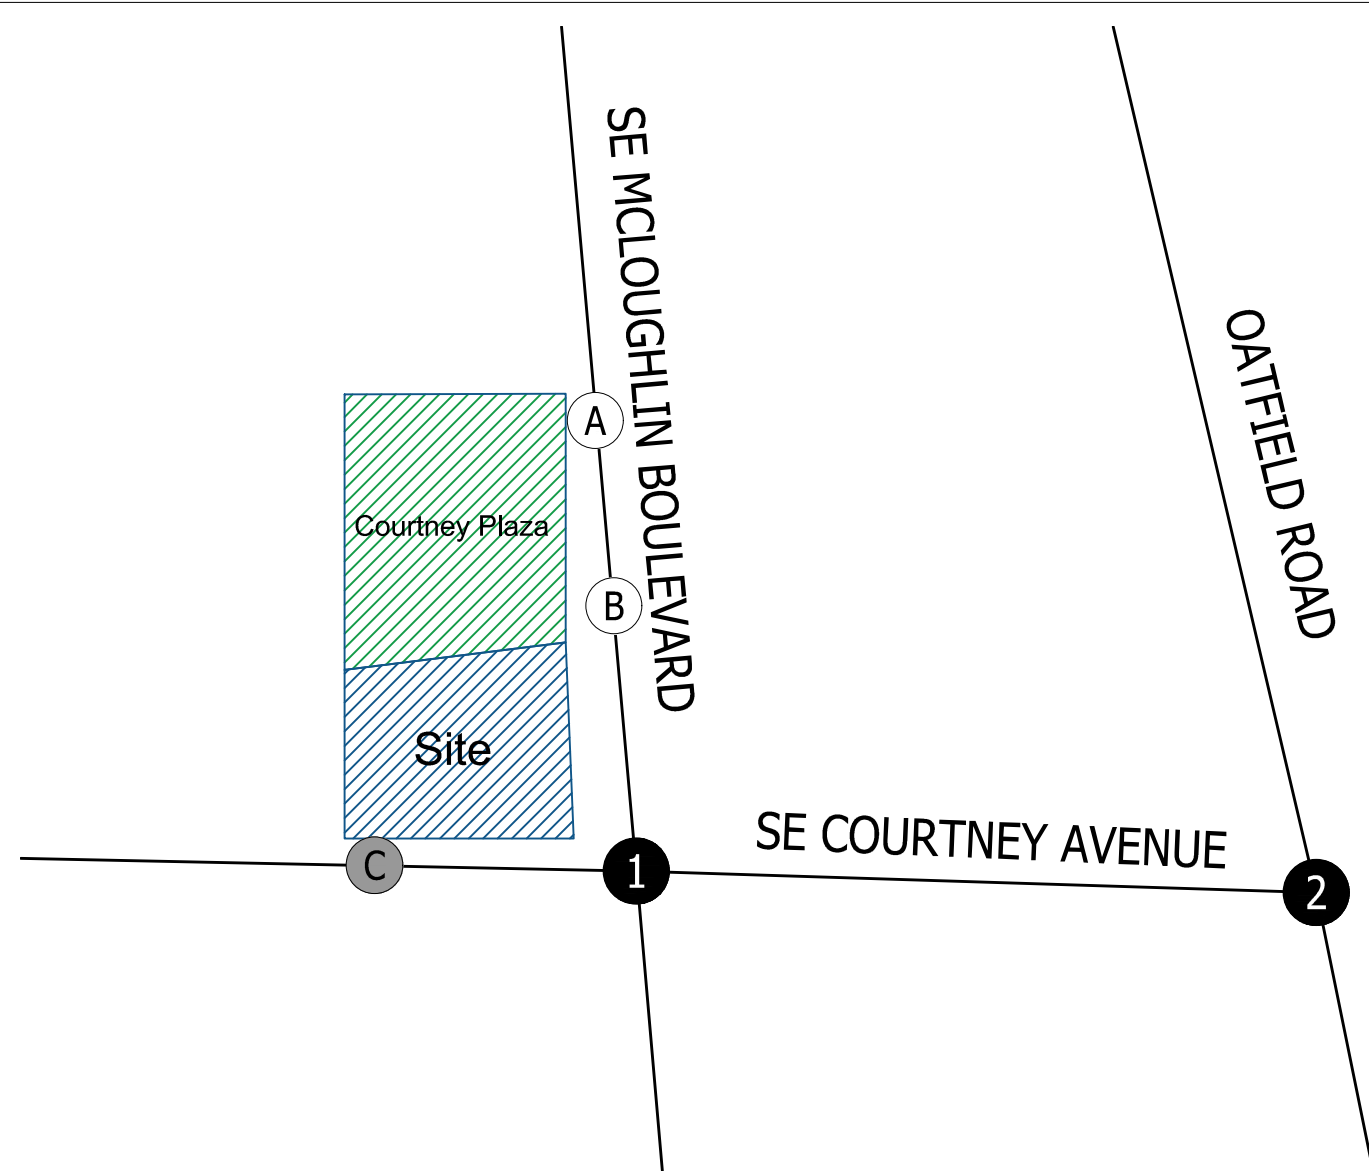 SE MCLOUGHLIN BOULEVARD
OATFIELD ROAD
A
Courtney Plaza
B
Site
SE COURTNEY AVENUE
C
1
2